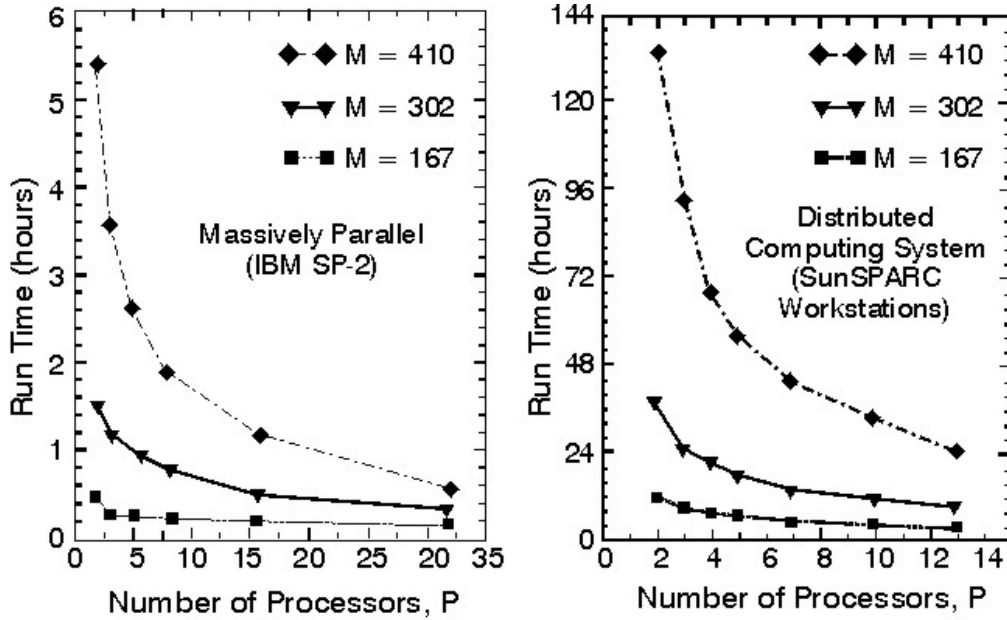 6
5
4
3
2
1
0
Run Time (hours)
M = 410
M = 302
M = 167
Massively Parallel
(IBM SP-2)
0 5 10 15 20 25 35
Number of Processors, P
144
120
96
72
48
24
0
Run Time (hours)
M = 410
M = 302
M = 167
Distributed
Computing System
(SunSPARC
Workstations)
0 2 4 6 8 10 12 14
Number of Processors, P